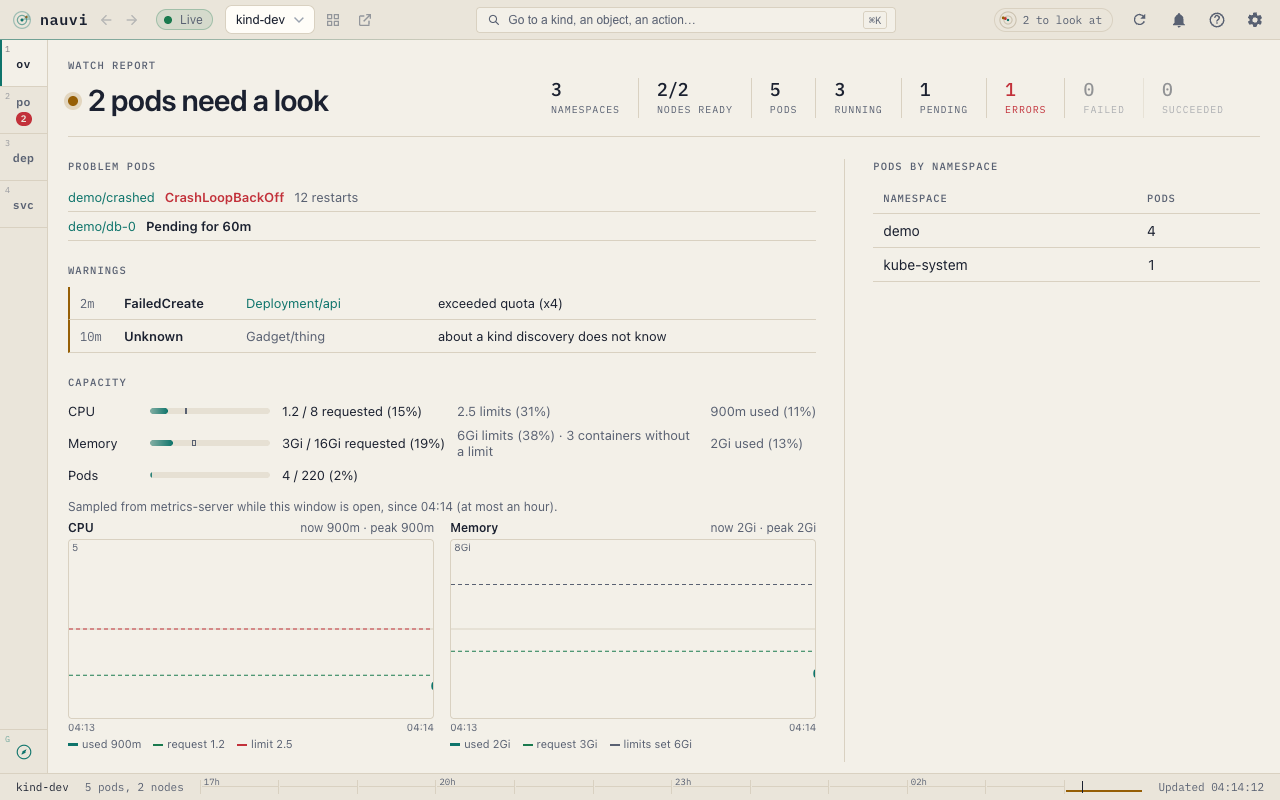 nauvi
Live
kind-dev
Go to a kind, an object, an action…
⌘K
2 to look at
1
ov
2
po
2
3
dep
4
svc
G
WATCH REPORT
2 pods need a look
3
NAMESPACES
2/2
NODES READY
5
PODS
3
RUNNING
1
PENDING
1
ERRORS
0
FAILED
0
SUCCEEDED
PROBLEM PODS
demo/crashed CrashLoopBackOff 12 restarts
demo/db-0 Pending for 60m
WARNINGS
2m FailedCreate Deployment/api exceeded quota (x4)
10m Unknown Gadget/thing about a kind discovery does not know
CAPACITY
CPU 1.2 / 8 requested (15%) 2.5 limits (31%) 900m used (11%)
Memory 3Gi / 16Gi requested (19%) 6Gi limits (38%) · 3 containers without a limit 2Gi used (13%)
Pods 4 / 220 (2%)
Sampled from metrics-server while this window is open, since 04:14 (at most an hour).
CPU now 900m · peak 900m
5
04:13 04:14
used 900m request 1.2 limit 2.5
Memory now 2Gi · peak 2Gi
8Gi
04:13 04:14
used 2Gi request 3Gi limits set 6Gi
PODS BY NAMESPACE
NAMESPACE PODS
demo 4
kube-system 1
kind-dev 5 pods, 2 nodes 17h 20h 23h 02h Updated 04:14:12